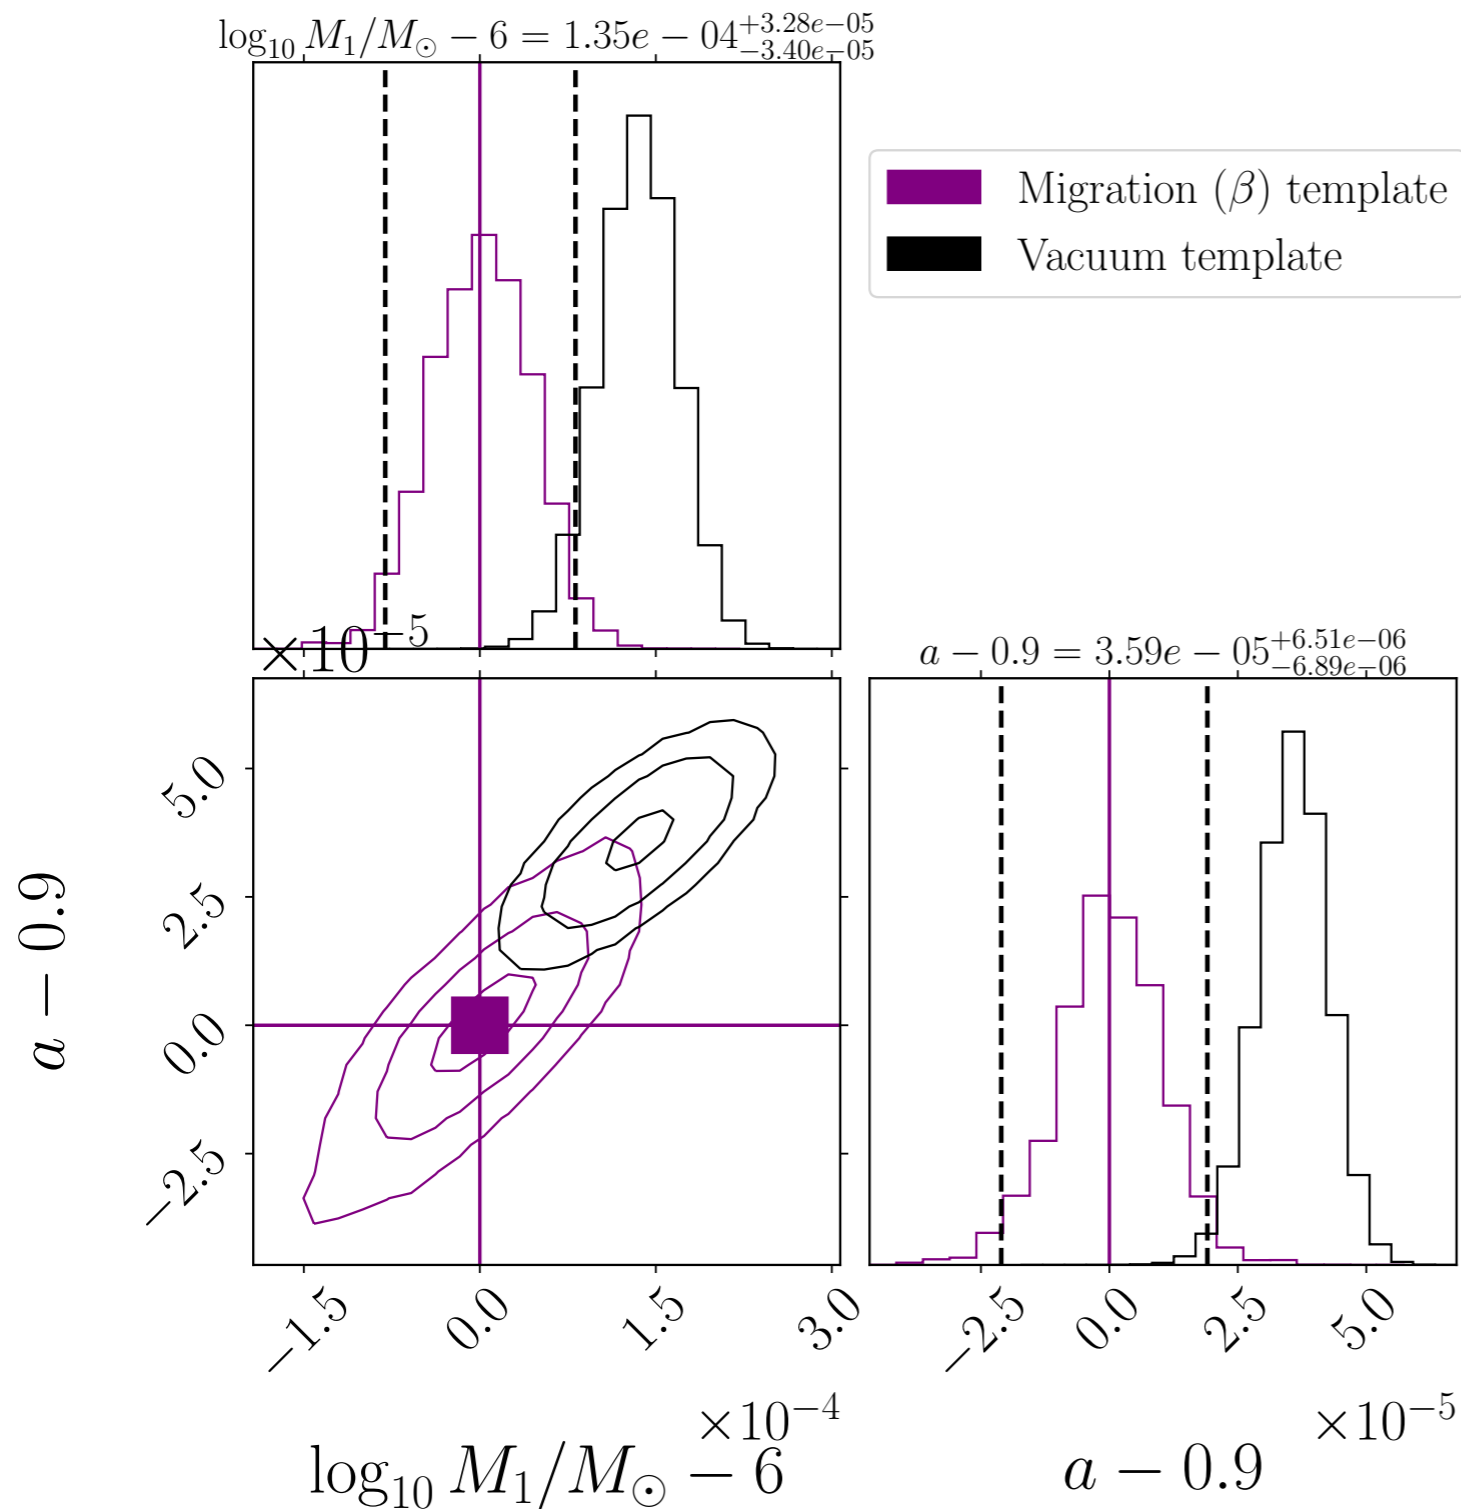 log₁₀ M₁/M⊙ − 6 = 1.35e − 04 +3.28e−05 −3.40e−05
Migration (β) template
Vacuum template
×10⁻⁵
a − 0.9 = 3.59e − 05 +6.51e−06 −6.89e−06
5.0
2.5
0.0
−2.5
a − 0.9
−1.5 0.0 1.5 3.0
−2.5 0.0 2.5 5.0
×10⁻⁴
×10⁻⁵
log₁₀ M₁/M⊙ − 6
a − 0.9